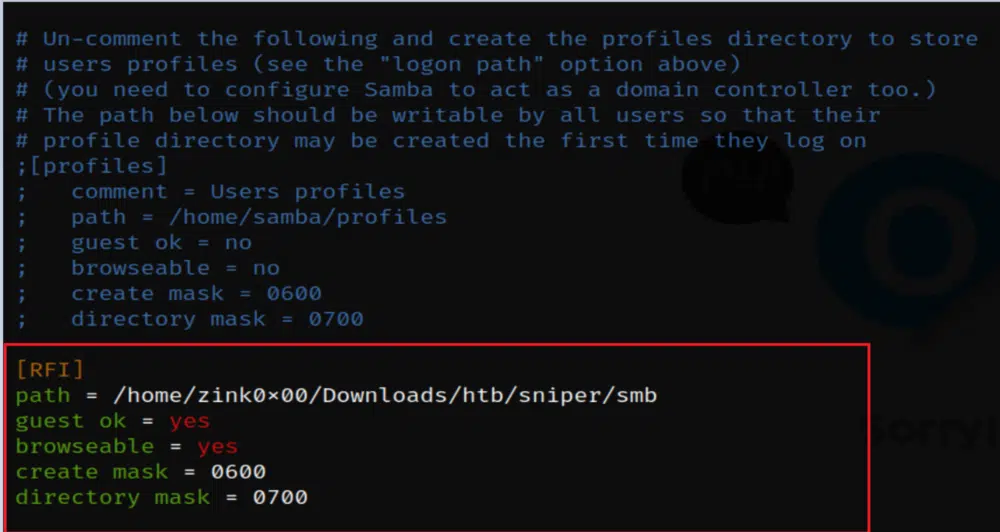 # Un-comment the following and create the profiles directory to store
# users profiles (see the "logon path" option above)
# (you need to configure Samba to act as a domain controller too.)
# The path below should be writable by all users so that their
# profile directory may be created the first time they log on
;[profiles]
;   comment = Users profiles
;   path = /home/samba/profiles
;   guest ok = no
;   browseable = no
;   create mask = 0600
;   directory mask = 0700
[RFI]
path = /home/zink0x00/Downloads/htb/sniper/smb
guest ok = yes
browseable = yes
create mask = 0600
directory mask = 0700